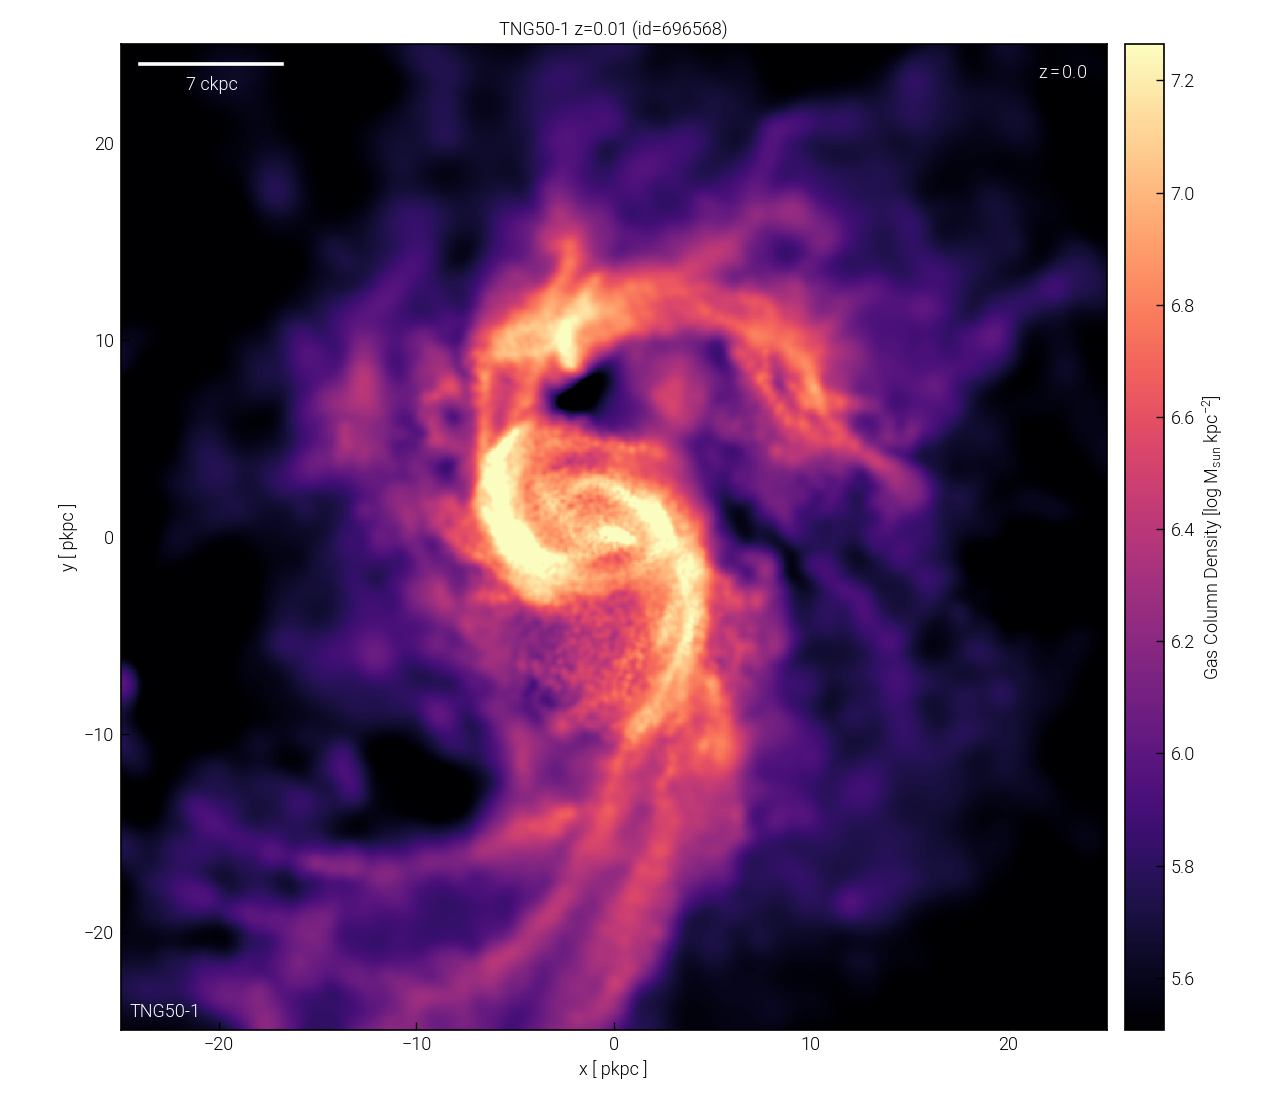 TNG50-1 z=0.01 (id=696568)
7 ckpc
z=0.0
20
10
0
−10
−20
y [ pkpc ]
TNG50-1
−20
−10
0
10
20
x [ pkpc ]
7.2
7.0
6.8
6.6
6.4
6.2
6.0
5.8
5.6
Gas Column Density [log M_sun kpc^−2]